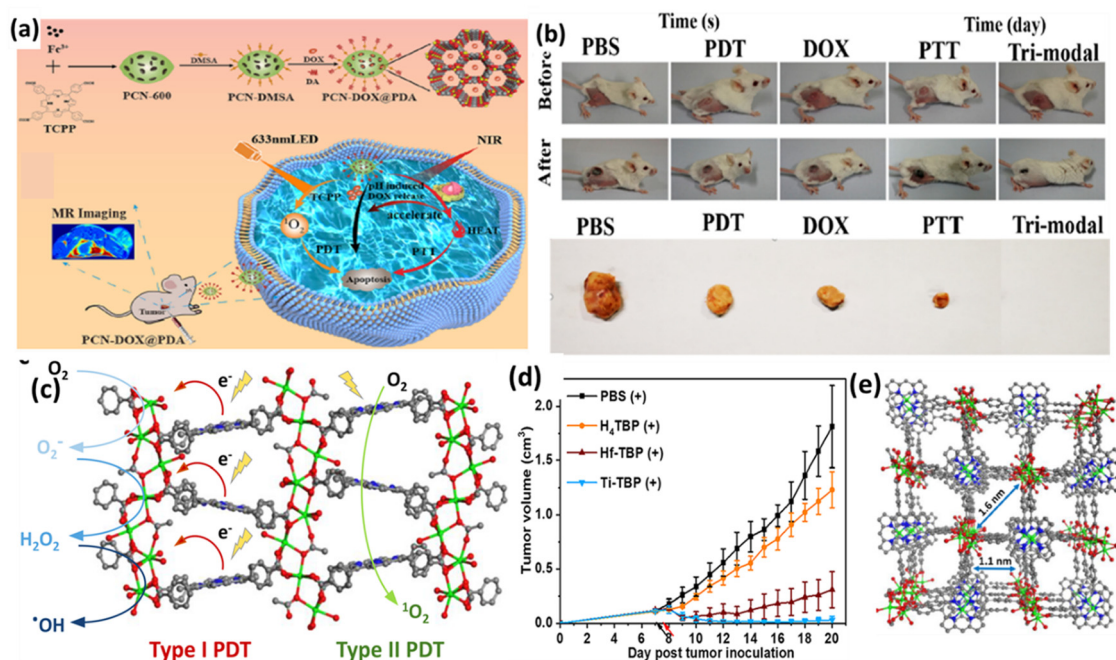 (a)
Fe³⁺
+
TCPP
PCN-600
DMSA
PCN-DMSA
DOX
DA
PCN-DOX@PDA
633nmLED
NIR
TCPP
pH induced
DOX release
accelerate
¹O₂
HEAT
PDT
PTT
Apoptosis
MR Imaging
Tumor
PCN-DOX@PDA
(b)
Time (s)
Time (day)
PBS
PDT
DOX
PTT
Tri-modal
Before
After
PBS
PDT
DOX
PTT
Tri-modal
(c)
O₂
e⁻
O₂
O₂⁻
e⁻
H₂O₂
e⁻
•OH
¹O₂
Type I PDT
Type II PDT
(d)
PBS (+)
H₄TBP (+)
Hf-TBP (+)
Ti-TBP (+)
Tumor volume (cm³)
2.0
1.5
1.0
0.5
0.0
0
2
4
6
8
10
12
14
16
18
20
Day post tumor inoculation
(e)
1.6 nm
1.1 nm